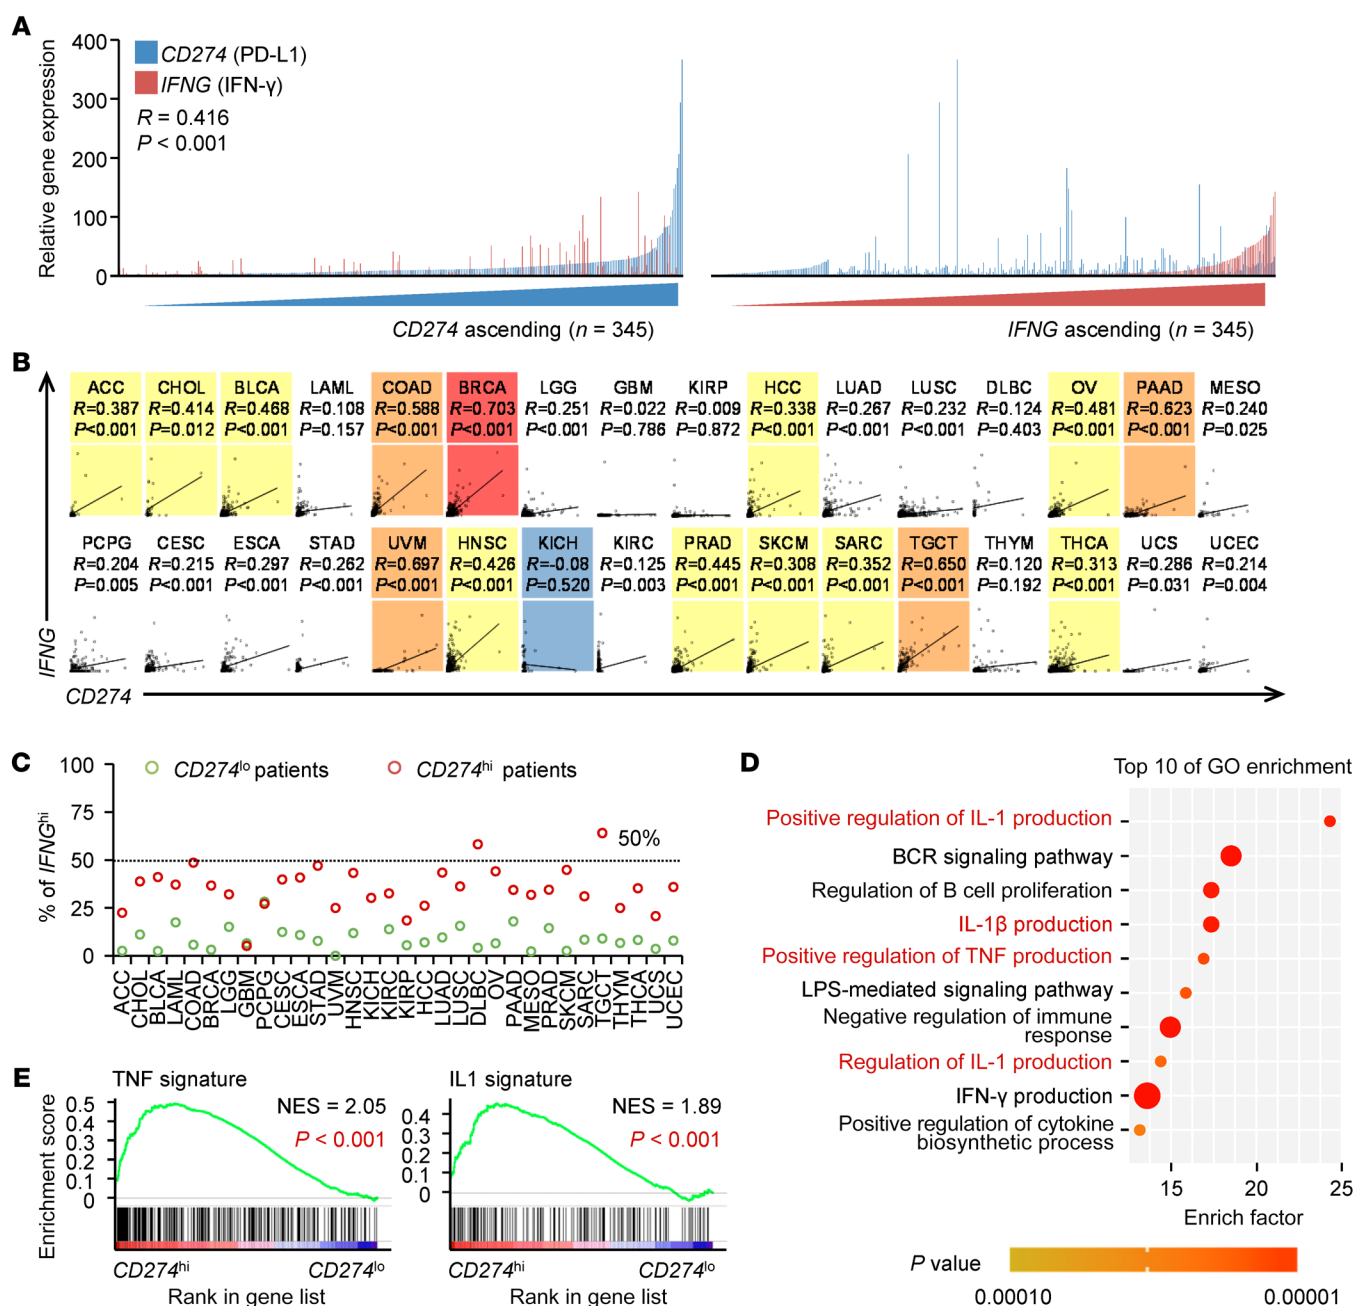 A
Relative gene expression
400
300
200
100
0
CD274 (PD-L1)
IFNG (IFN-γ)
R = 0.416
P < 0.001
CD274 ascending (n = 345)
IFNG ascending (n = 345)
B
ACC CHOL BLCA LAML COAD BRCA LGG GBM KIRP HCC LUAD LUSC DLBC OV PAAD MESO
R=0.387 R=0.414 R=0.468 R=0.108 R=0.588 R=0.703 R=0.251 R=0.022 R=0.009 R=0.338 R=0.267 R=0.232 R=0.124 R=0.481 R=0.623 R=0.240
P<0.001 P=0.012 P<0.001 P=0.157 P<0.001 P<0.001 P<0.001 P=0.786 P=0.872 P<0.001 P<0.001 P<0.001 P=0.403 P<0.001 P<0.001 P=0.025
PCPG CESC ESCA STAD UVM HNSC KICH KIRC PRAD SKCM SARC TGCT THYM THCA UCS UCEC
R=0.204 R=0.215 R=0.297 R=0.262 R=0.697 R=0.426 R=-0.08 R=0.125 R=0.445 R=0.308 R=0.352 R=0.650 R=0.120 R=0.313 R=0.286 R=0.214
P=0.005 P<0.001 P<0.001 P<0.001 P<0.001 P<0.001 P=0.520 P=0.003 P<0.001 P<0.001 P<0.001 P<0.001 P=0.192 P<0.001 P=0.031 P=0.004
IFNG
CD274
C
% of IFNGhi
100
75
50
25
0
CD274lo patients
CD274hi patients
50%
ACC CHOL BLCA LAML COAD BRCA LGG GBM PCPG CESC ESCA STAD UVM HNSC KICH KIRC KIRP HCC LUAD LUSC DLBC OV PAAD MESO PRAD SKCM SARC TGCT THYM THCA UCS UCEC
D
Top 10 of GO enrichment
Positive regulation of IL-1 production
BCR signaling pathway
Regulation of B cell proliferation
IL-1β production
Positive regulation of TNF production
LPS-mediated signaling pathway
Negative regulation of immune
response
Regulation of IL-1 production
IFN-γ production
Positive regulation of cytokine
biosynthetic process
15 20 25
Enrich factor
P value
0.00010 0.00001
E
Enrichment score
TNF signature
0.5
0.4
0.3
0.2
0.1
0
NES = 2.05
P < 0.001
CD274hi CD274lo
Rank in gene list
IL1 signature
0.4
0.3
0.2
0.1
0
NES = 1.89
P < 0.001
CD274hi CD274lo
Rank in gene list